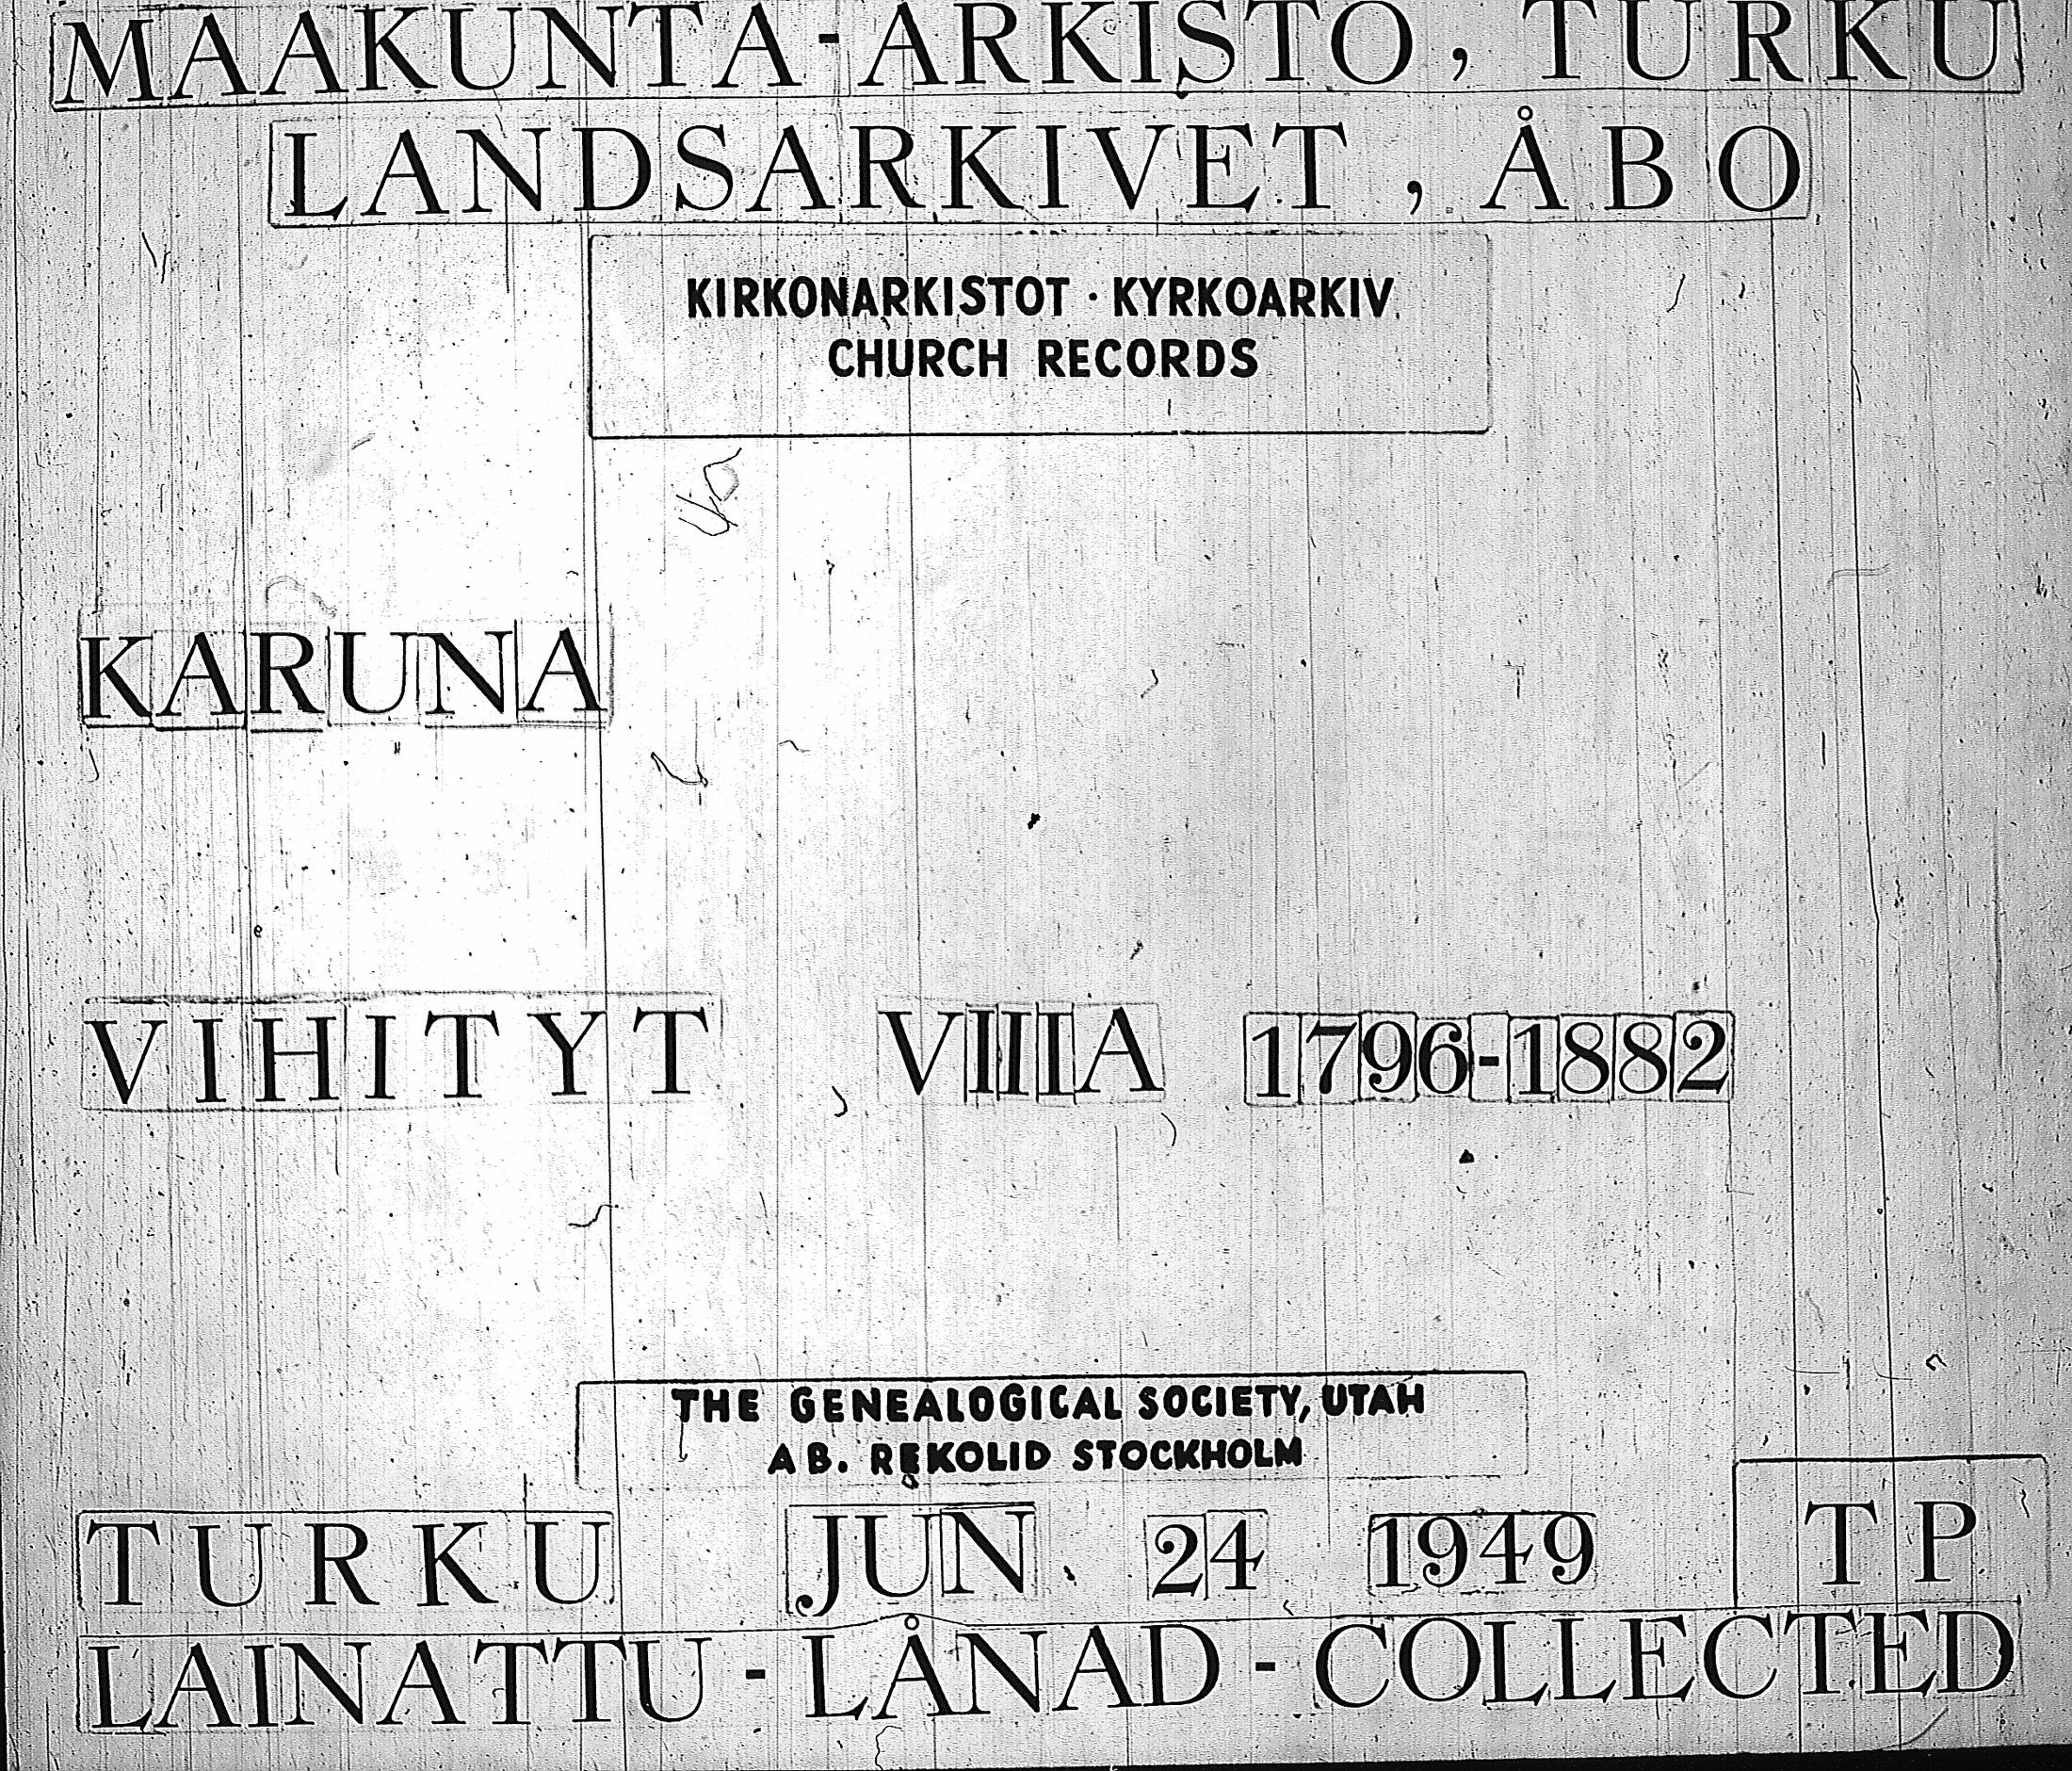 MAAKUNTA-ARKISTO, TURKU
LANDSARKIVET, ÅBO
KIRKONARKISTOT · KYRKOARKIV
CHURCH RECORDS
KARUNA
VIHITYT VIIIA 1796-1882
THE GENEALOGICAL SOCIETY, UTAH
AB. REKOLID STOCKHOLM
TURKU JUN. 24 1949 TP
LAINATTU - LÅNAD - COLLECTED